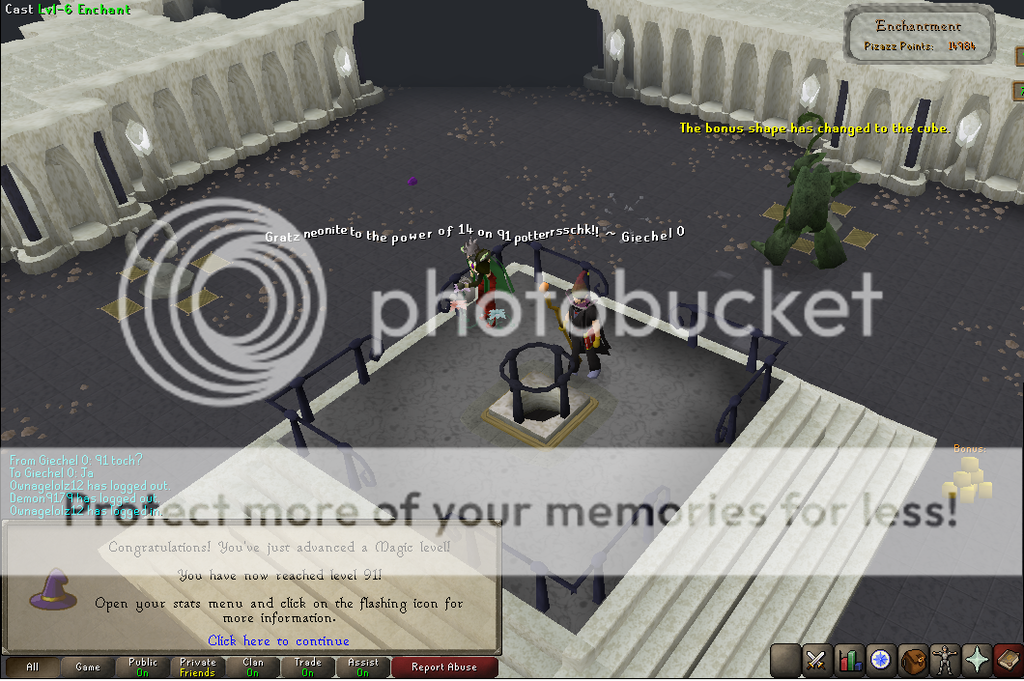 Cast Lvl-6 Enchant
Enchantment
Pizazz Points: 14984
The bonus shape has changed to the cube.
Gratz neonite to the power of 14 on 91 potterrsschk!! ~ Giechel 0
photobucket
Bonus:
From Giechel 0: 91 toch?
To Giechel 0: Ja
Ownagelolz12 has logged out.
Demon9179 has logged out.
Ownagelolz12 has logged in.
Protect more of your memories for less!
Congratulations! You've just advanced a Magic level!
You have now reached level 91!
Open your stats menu and click on the flashing icon for
more information.
Click here to continue
All Game Public On Private Friends Clan On Trade On Assist On Report Abuse